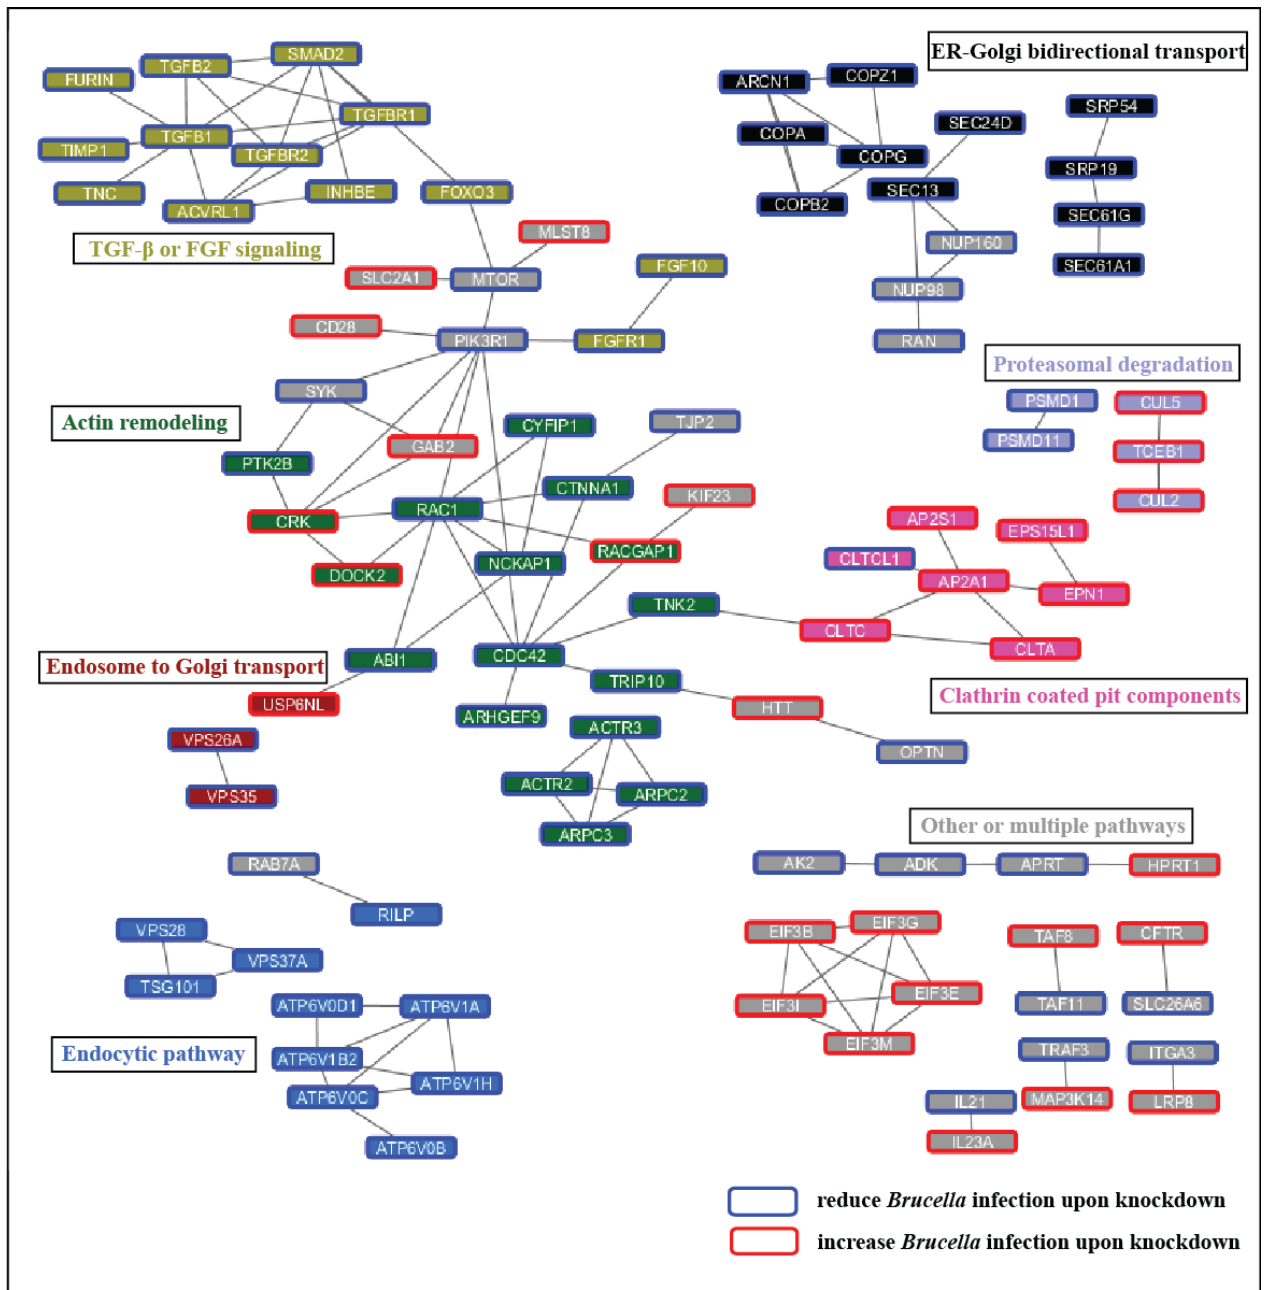 SMAD2
TGFB2
FURIN
TGFBR1
TGFB1
TIMP1
TGFBR2
TNC
INHBE
FOXO3
ACVRL1
TGF-β or FGF signaling
ER-Golgi bidirectional transport
ARCN1
COPZ1
SRP54
SEC24D
COPA
COPG
SRP19
SEC13
COPB2
SEC61G
NUP160
SEC61A1
NUP98
RAN
MLST8
SLC2A1
MTOR
FGF10
CD28
PIK3R1
FGFR1
Proteasomal degradation
PSMD1
CUL5
PSMD11
TCEB1
CUL2
SYK
Actin remodeling
CYFIP1
TJP2
GAB2
PTK2B
CTNNA1
KIF23
RAC1
CRK
RACGAP1
NCKAP1
DOCK2
TNK2
ABI1
CDC42
TRIP10
ARHGEF9
AP2S1
EPS15L1
CLTCL1
AP2A1
EPN1
CLTC
CLTA
Clathrin coated pit components
Endosome to Golgi transport
USP6NL
VPS26A
VPS35
HTT
OPTN
ACTR3
ACTR2
ARPC2
ARPC3
Other or multiple pathways
AK2
ADK
APRT
HPRT1
RAB7A
RILP
VPS28
VPS37A
TSG101
ATP6V0D1
ATP6V1A
Endocytic pathway
ATP6V1B2
ATP6V1H
ATP6V0C
ATP6V0B
EIF3B
EIF3G
TAF8
CFTR
EIF3I
EIF3E
TAF11
SLC26A6
EIF3M
TRAF3
ITGA3
IL21
MAP3K14
LRP8
IL23A
reduce Brucella infection upon knockdown
increase Brucella infection upon knockdown